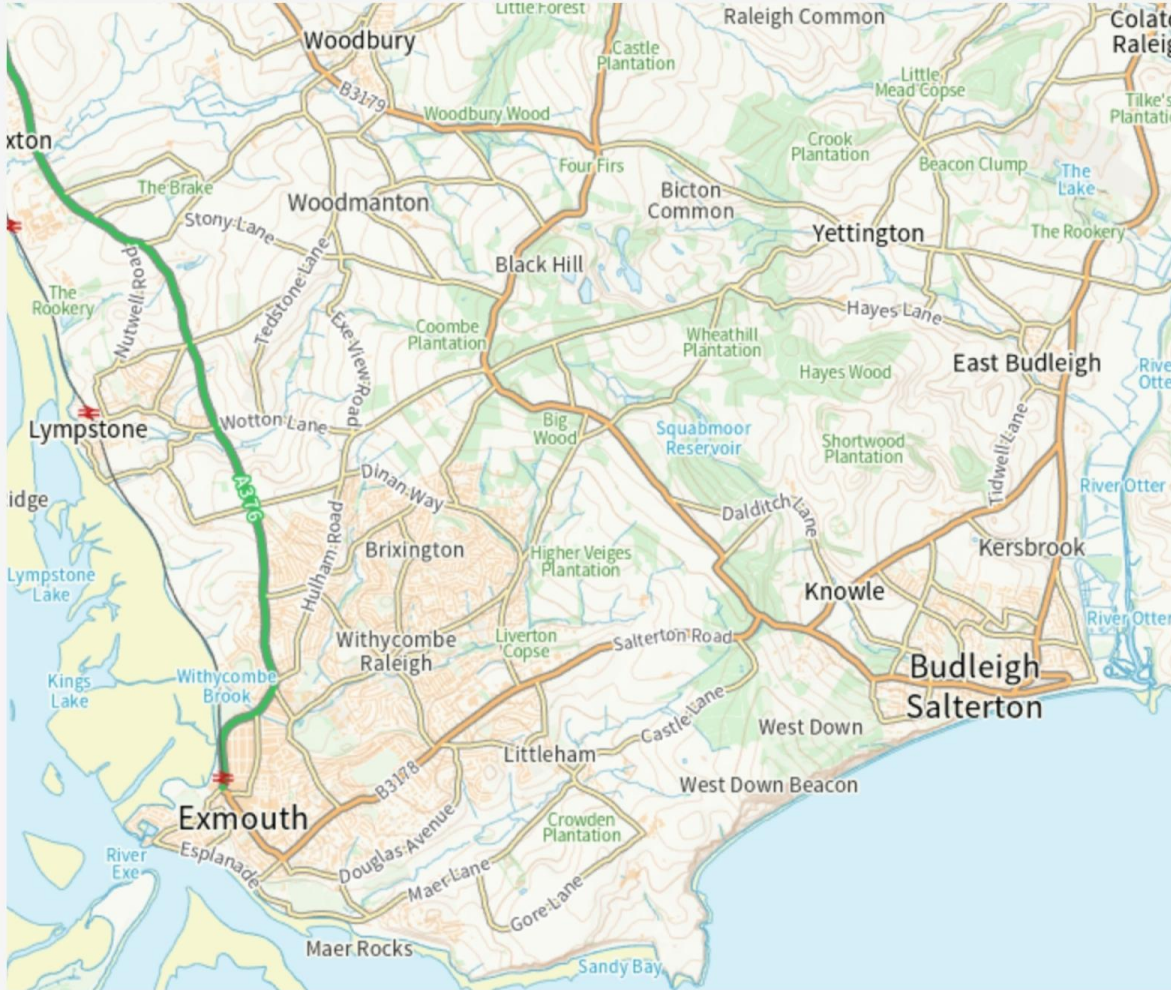 Little Forest
Raleigh Common
Woodbury
Castle
Plantation
Little
Mead Copse
B3179
Woodbury Wood
xton
Crook
Plantation
Four Firs
Beacon Clump
The
Lake
The Brake
Woodmanton
Bicton
Common
Stony Lane
Yettington
The Rookery
Nutwell Road
Tedstone Lane
Black Hill
The
Rookery
Exe View Road
Coombe
Plantation
Hayes Lane
Wheathill
Plantation
East Budleigh
Hayes Wood
Lympstone
Wotton Lane
Big
Wood
Squabmoor
Reservoir
Shortwood
Plantation
Tidwell Lane
A376
Dinan Way
River Otter
idge
Dalditch Lane
Hulham Road
Brixington
Higher Veiges
Plantation
Kersbrook
Lympstone
Lake
Knowle
River Otter
Withycombe
Raleigh
Liverton
Copse
Salterton Road
Kings
Lake
Withycombe
Brook
Budleigh
Salterton
Castle Lane
West Down
Littleham
B3178
West Down Beacon
Exmouth
Crowden
Plantation
Douglas Avenue
Esplanade
River
Exe
Maer Lane
Gore Lane
Maer Rocks
Sandy Bay